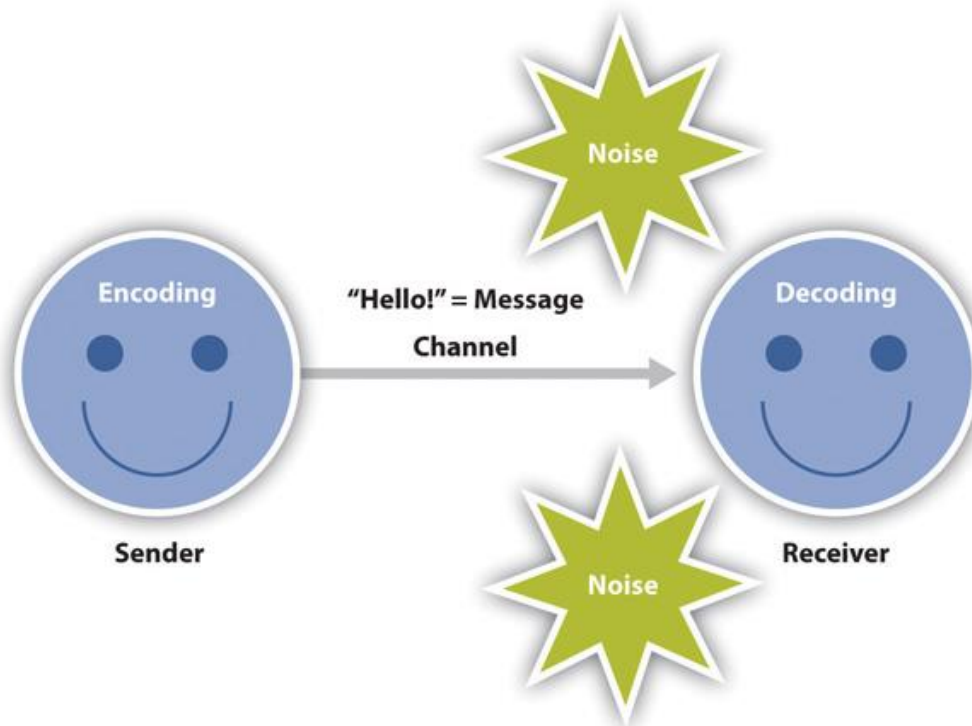 Noise
Encoding
“Hello!” = Message
Decoding
Channel
Sender
Receiver
Noise